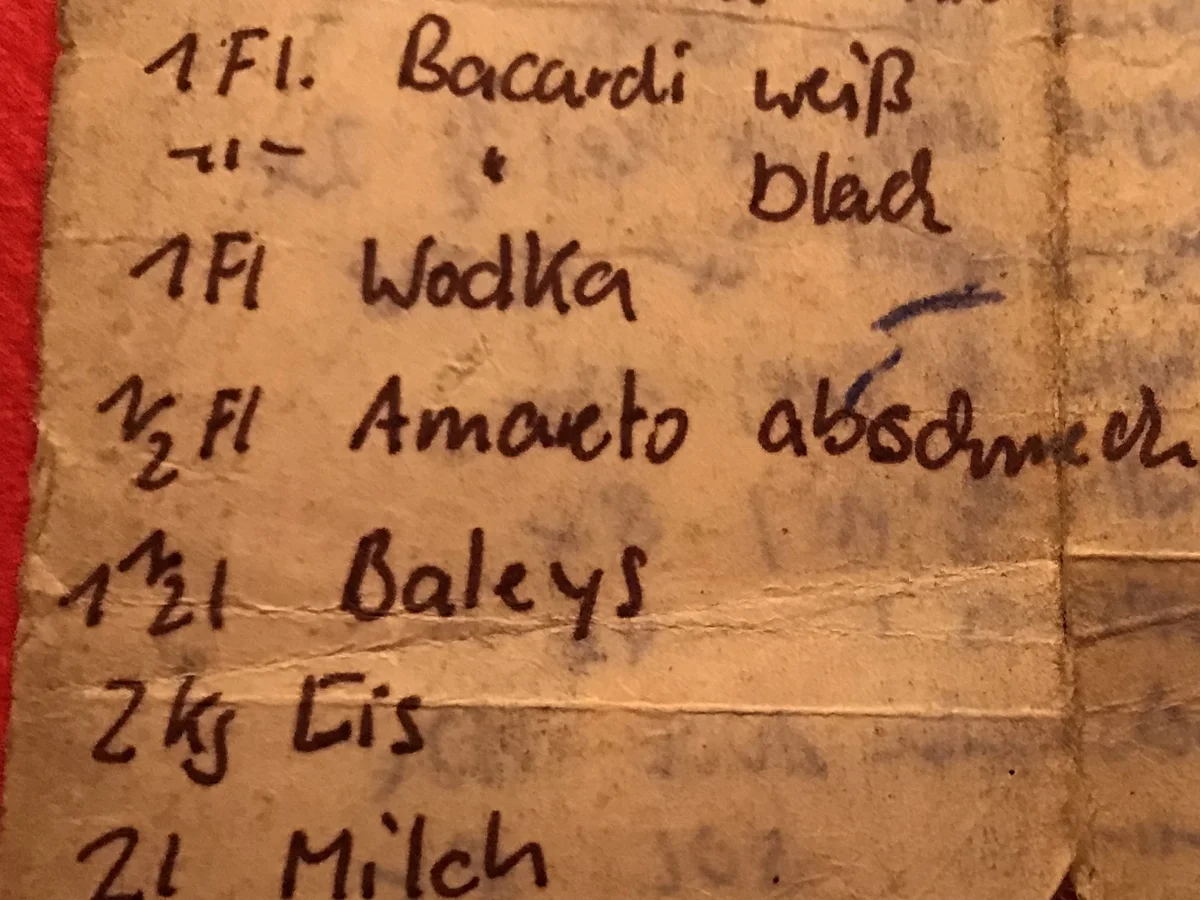 1 Fl. Bacardi weiß
-"- " black
1 Fl Wodka
1/2 Fl Amaretto abschmeck
1 1/2 l Baleys
2 kg Eis
2 l Milch